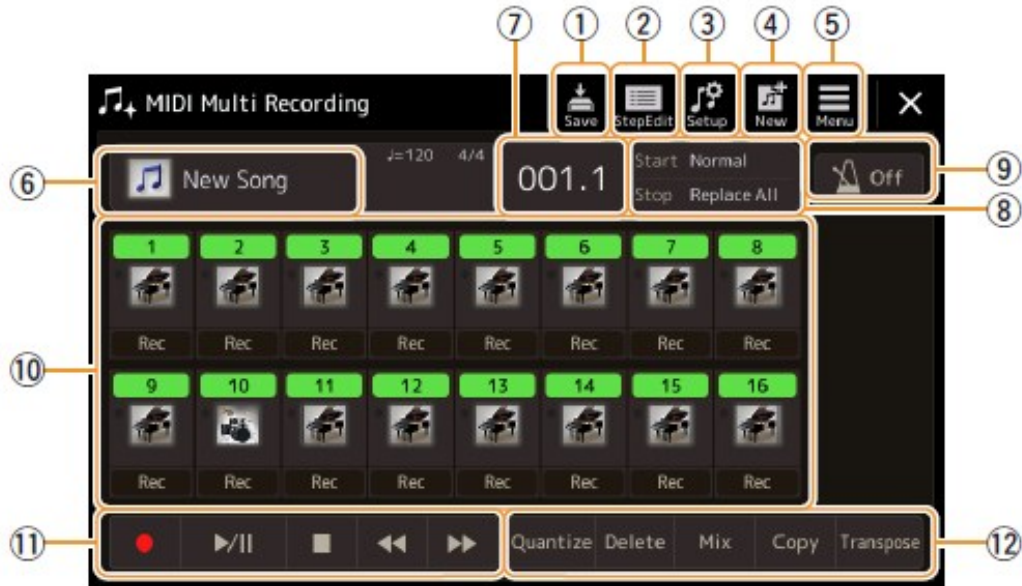 ⑦ ① ② ③ ④ ⑤
MIDI Multi Recording Save StepEdit Setup New Menu
⑥ New Song ♩=120 4/4 001.1 Start Normal Off ⑨
Stop Replace All ⑧
1 2 3 4 5 6 7 8
Rec Rec Rec Rec Rec Rec Rec Rec
⑩
9 10 11 12 13 14 15 16
Rec Rec Rec Rec Rec Rec Rec Rec
⑪ Quantize Delete Mix Copy Transpose ⑫